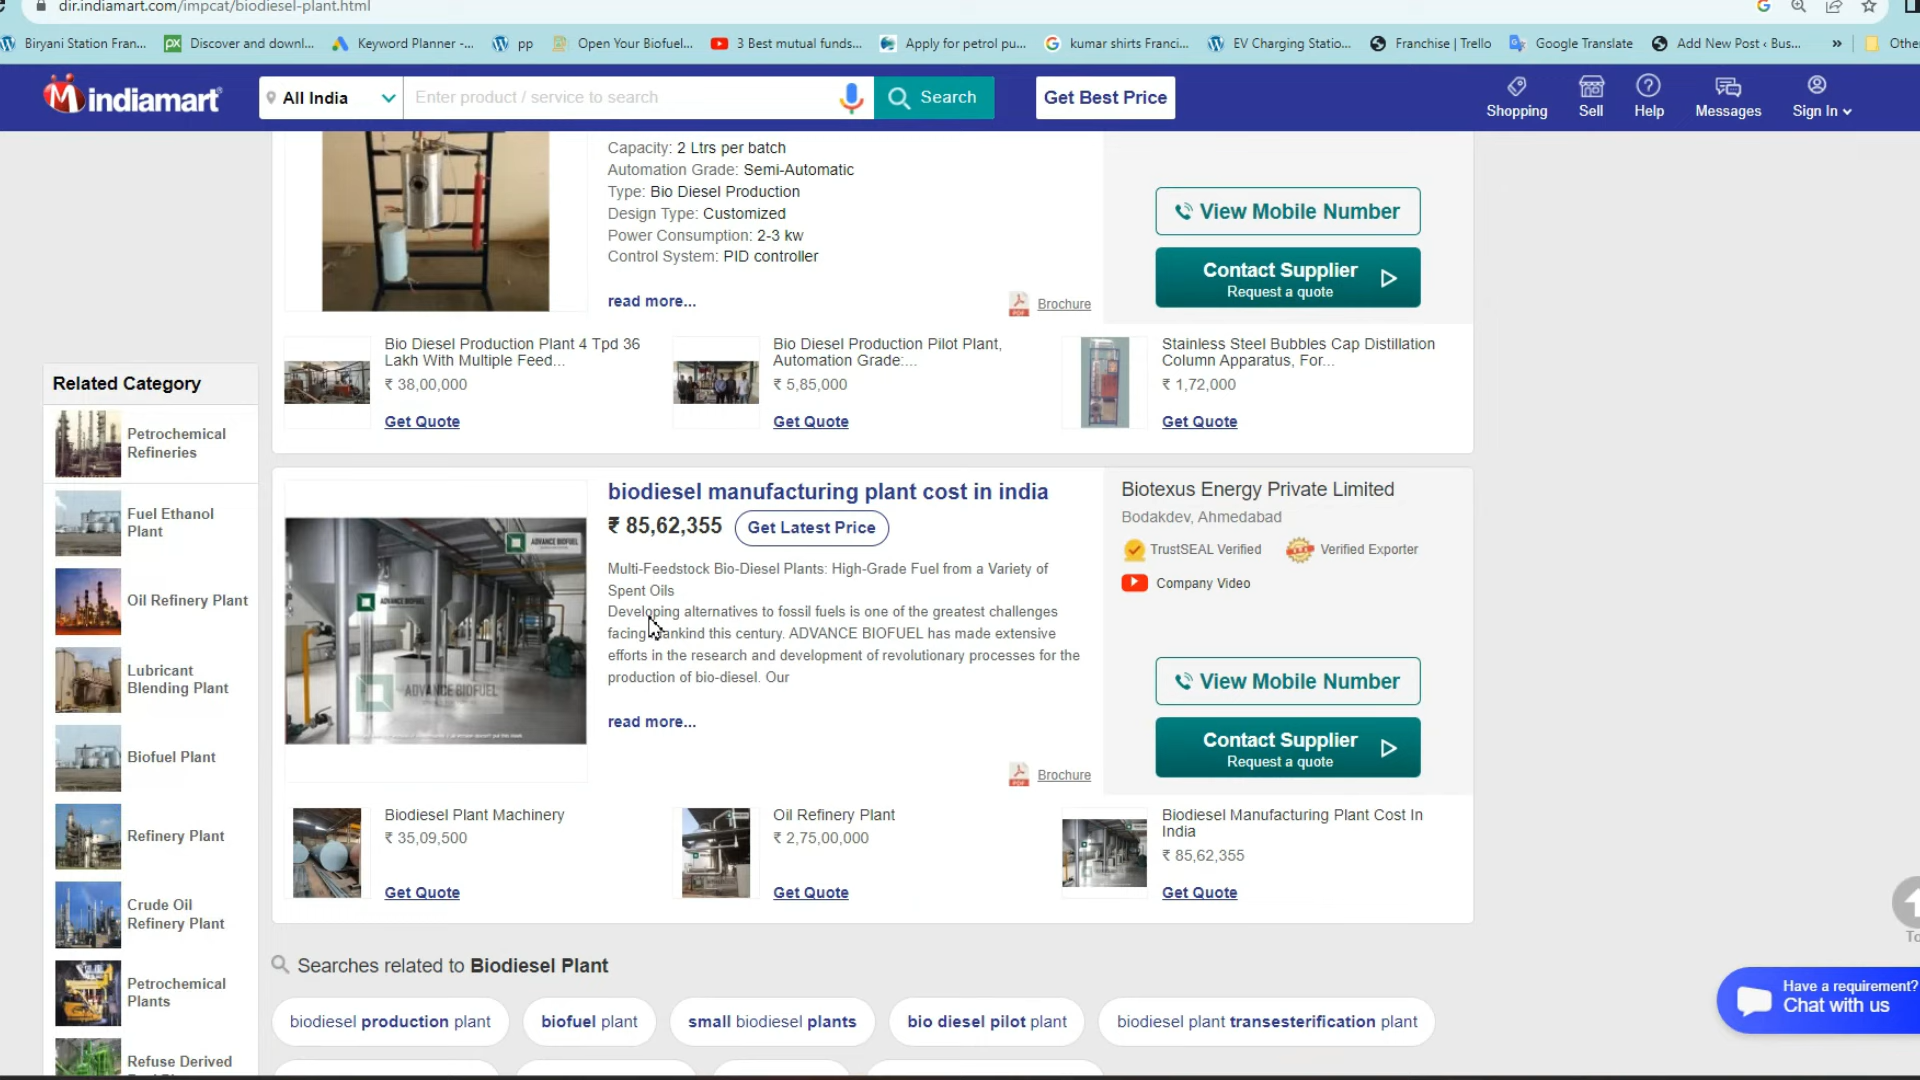 dir.indiamart.com/impcat/biodiesel-plant.html
Biryani Station Fran...
Discover and downl...
Keyword Planner -...
pp
Open Your Biofuel...
3 Best mutual funds...
Apply for petrol pu...
kumar shirts Franci...
EV Charging Statio...
Franchise | Trello
Google Translate
Add New Post ‹ Bus...
»
Othe
indiamart
All India
Enter product / service to search
Search
Get Best Price
Shopping
Sell
Help
Messages
Sign In
Capacity: 2 Ltrs per batch
Automation Grade: Semi-Automatic
Type: Bio Diesel Production
Design Type: Customized
Power Consumption: 2-3 kw
Control System: PID controller
read more...
Brochure
View Mobile Number
Contact Supplier
Request a quote
Bio Diesel Production Plant 4 Tpd 36
Lakh With Multiple Feed...
₹ 38,00,000
Get Quote
Bio Diesel Production Pilot Plant,
Automation Grade:...
₹ 5,85,000
Get Quote
Stainless Steel Bubbles Cap Distillation
Column Apparatus, For...
₹ 1,72,000
Get Quote
Related Category
Petrochemical
Refineries
Fuel Ethanol
Plant
Oil Refinery Plant
Lubricant
Blending Plant
Biofuel Plant
Refinery Plant
Crude Oil
Refinery Plant
Petrochemical
Plants
Refuse Derived
ADVANCE BIOFUEL
ADVANCE BIOFUEL
ADVANCE BIOFUEL
biodiesel manufacturing plant cost in india
₹ 85,62,355
Get Latest Price
Multi-Feedstock Bio-Diesel Plants: High-Grade Fuel from a Variety of
Spent Oils
Developing alternatives to fossil fuels is one of the greatest challenges
facing mankind this century. ADVANCE BIOFUEL has made extensive
efforts in the research and development of revolutionary processes for the
production of bio-diesel. Our
read more...
Brochure
Biotexus Energy Private Limited
Bodakdev, Ahmedabad
TrustSEAL Verified
Verified Exporter
Company Video
View Mobile Number
Contact Supplier
Request a quote
Biodiesel Plant Machinery
₹ 35,09,500
Get Quote
Oil Refinery Plant
₹ 2,75,00,000
Get Quote
Biodiesel Manufacturing Plant Cost In
India
₹ 85,62,355
Get Quote
Searches related to Biodiesel Plant
biodiesel production plant
biofuel plant
small biodiesel plants
bio diesel pilot plant
biodiesel plant transesterification plant
To
Have a requirement?
Chat with us